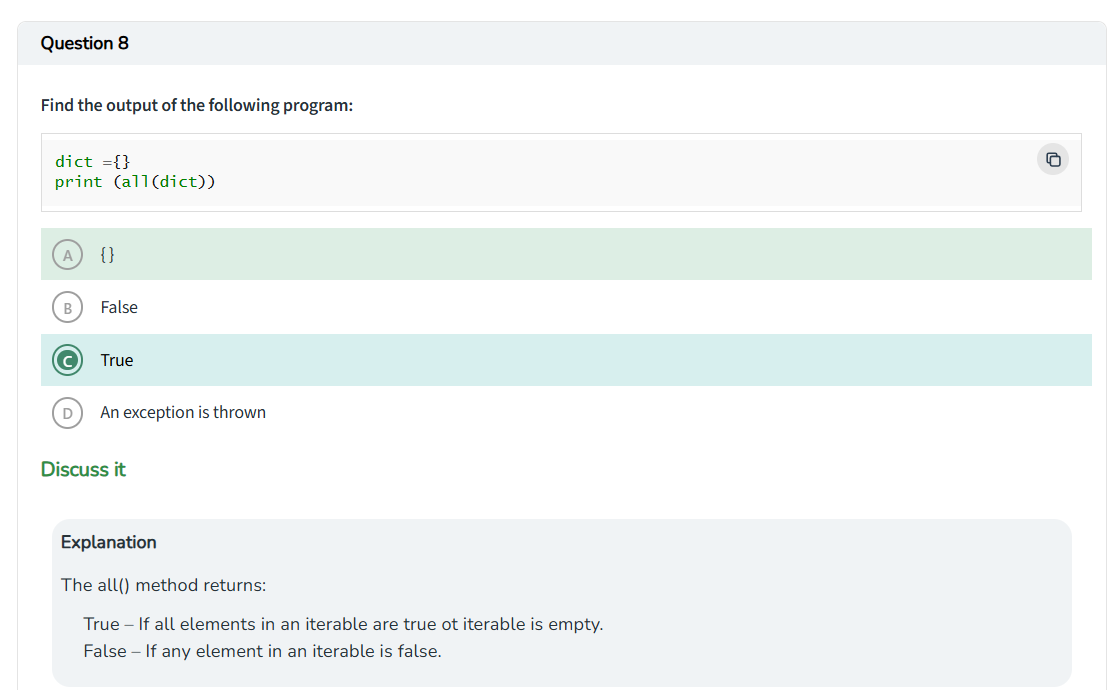 Question 8
Find the output of the following program:
dict ={}
print (all(dict))
A {}
B False
C True
D An exception is thrown
Discuss it
Explanation
The all() method returns:
True – If all elements in an iterable are true ot iterable is empty.
False – If any element in an iterable is false.